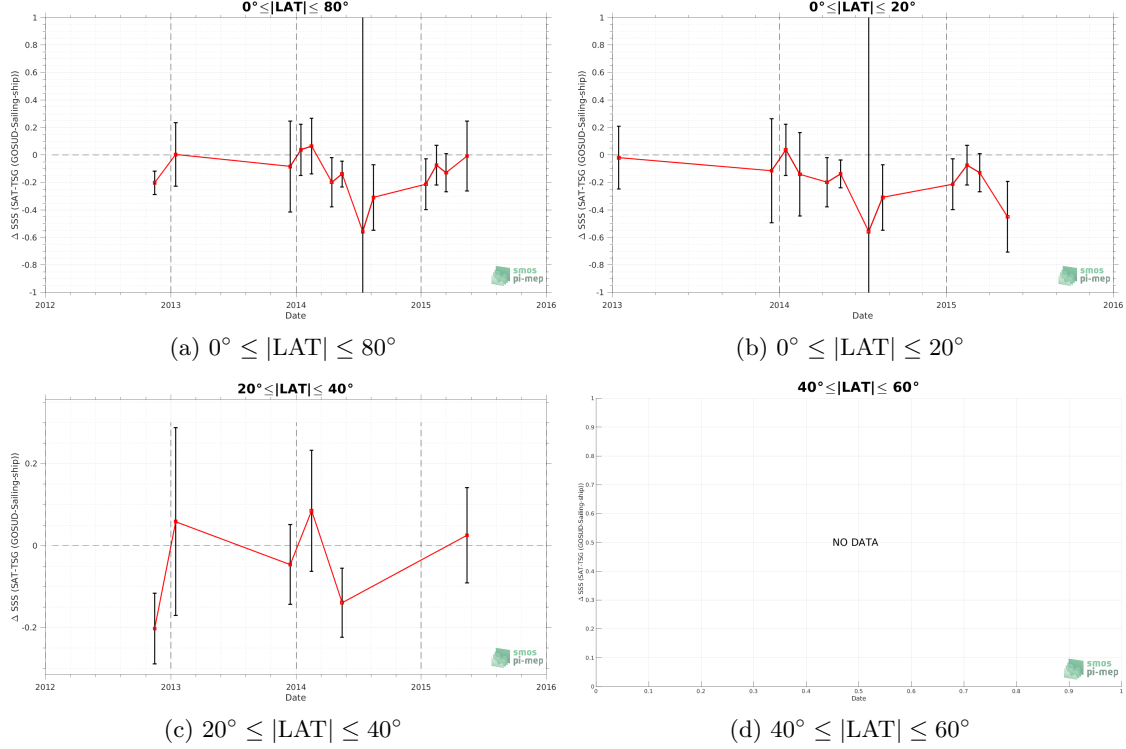 0°≤|LAT|≤ 80°
Δ SSS (SAT-TSG (GOSUD-Sailing-ship))
1
0.8
0.6
0.4
0.2
0
-0.2
-0.4
-0.6
-0.8
-1
2012
2013
2014
2015
2016
Date
smos
pi-mep
(a) 0° ≤ |LAT| ≤ 80°
0°≤|LAT|≤ 20°
Δ SSS (SAT-TSG (GOSUD-Sailing-ship))
1
0.8
0.6
0.4
0.2
0
-0.2
-0.4
-0.6
-0.8
-1
2013
2014
2015
2016
Date
smos
pi-mep
(b) 0° ≤ |LAT| ≤ 20°
20°≤|LAT|≤ 40°
Δ SSS (SAT-TSG (GOSUD-Sailing-ship))
0.2
0
-0.2
2012
2013
2014
2015
2016
Date
smos
pi-mep
(c) 20° ≤ |LAT| ≤ 40°
40°≤|LAT|≤ 60°
Δ SSS (SAT-TSG (GOSUD-Sailing-ship))
1
0.9
0.8
0.7
0.6
0.5
0.4
0.3
0.2
0.1
0
NO DATA
0
0.1
0.2
0.3
0.4
0.5
0.6
0.7
0.8
0.9
1
Date
smos
pi-mep
(d) 40° ≤ |LAT| ≤ 60°